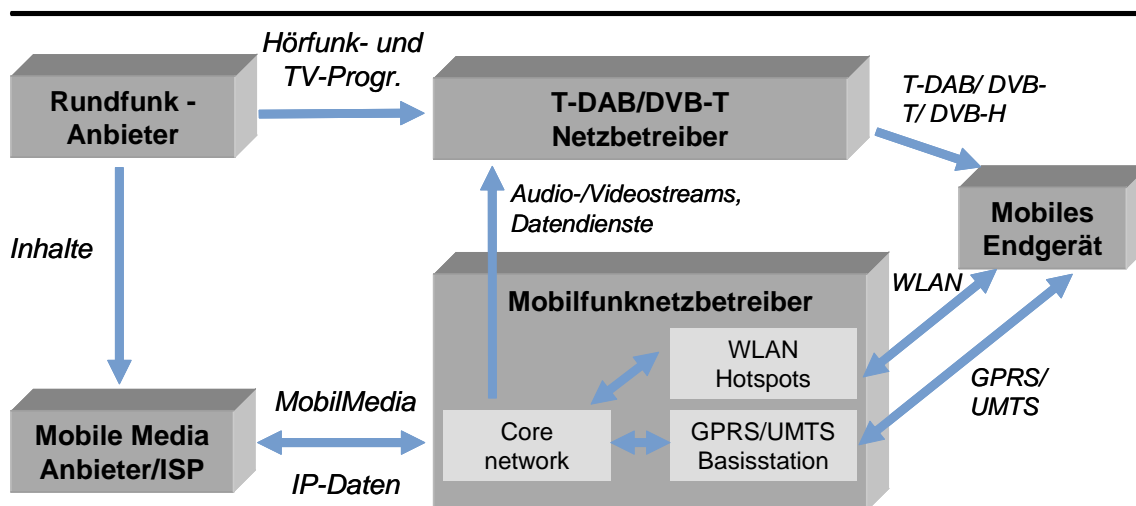 Hörfunk- und
TV-Progr.
Rundfunk -
Anbieter
T-DAB/DVB-T
Netzbetreiber
T-DAB/ DVB-
T/ DVB-H
Audio-/Videostreams,
Datendienste
Mobiles
Endgerät
Inhalte
WLAN
Mobilfunknetzbetreiber
WLAN
Hotspots
GPRS/
UMTS
MobilMedia
Mobile Media
Anbieter/ISP
Core
network
GPRS/UMTS
Basisstation
IP-Daten